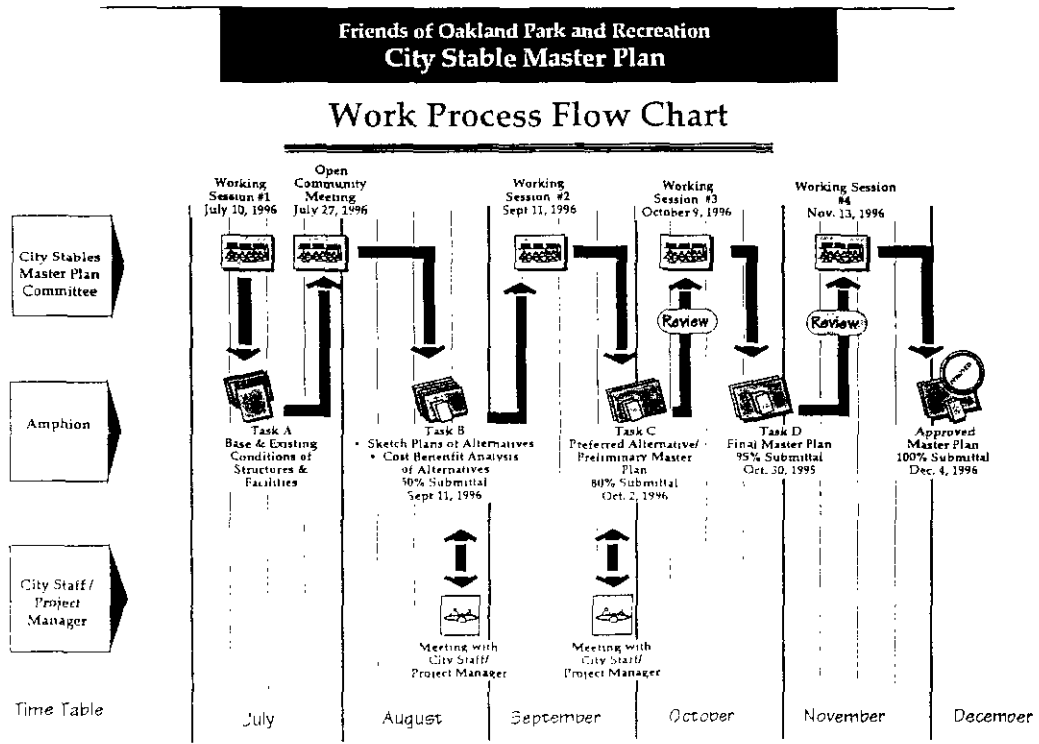 Friends of Oakland Park and Recreation
City Stable Master Plan
Work Process Flow Chart
Working
Session #1
July 10, 1996
Open
Community
Meeting
July 27, 1996
Working
Session #2
Sept 11, 1996
Working
Session #3
October 9, 1996
Working Session
#4
Nov. 13, 1996
City Stables
Master Plan
Committee
Review
Review
Amphion
Task A
Base & Existing
Conditions of
Structures &
Facilities
Task B
• Sketch Plans of Alternatives
• Cost Benefit Analysis
of Alternatives
50% Submittal
Sept 11, 1996
Task C
Preferred Alternative/
Preliminary Master
Plan
80% Submittal
Oct. 2, 1996
Task D
Final Master Plan
95% Submittal
Oct. 30, 1995
Approved
Master Plan
100% Submittal
Dec. 4, 1996
City Staff/
Project
Manager
Meeting with
City Staff/
Project Manager
Meeting with
City Staff/
Project Manager
Time Table
July
August
September
October
November
December